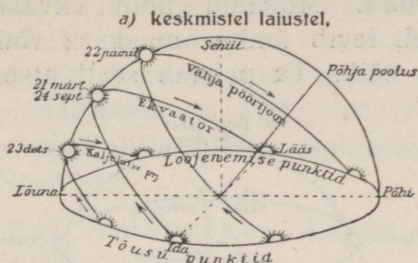 a) keskmistel laiustel,
Seniit
22 juunil
Põhja poolus
Välja pöörijoon
21 märt.
24 sept.
Ekvaator
Lääs
23 dets.
Loojenemise punktid
Lõuna
Põhi
Ida
Tõusu punktid